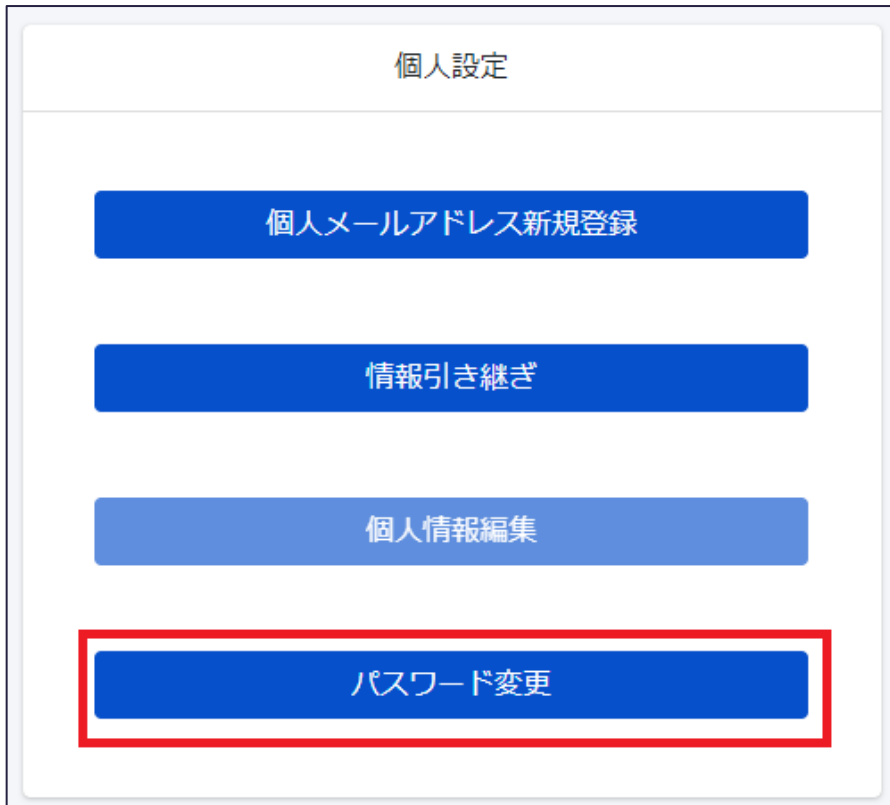 個人設定
個人メールアドレス新規登録
情報引き継ぎ
個人情報編集
パスワード変更